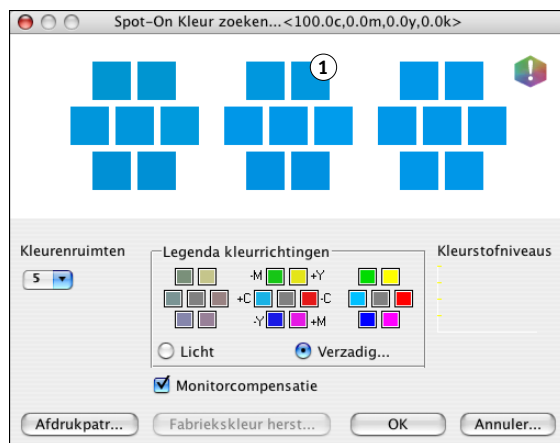 Spot-On Kleur zoeken...<100.0c,0.0m,0.0y,0.0k>
1
Kleurenruimten
5
Legenda kleurrichtingen
-M +Y
+C -C
-Y +M
Licht
Verzadig...
Kleurstofniveaus
Monitorcompensatie
Afdrukpatr...
Fabriekskleur herst...
OK
Annuler...